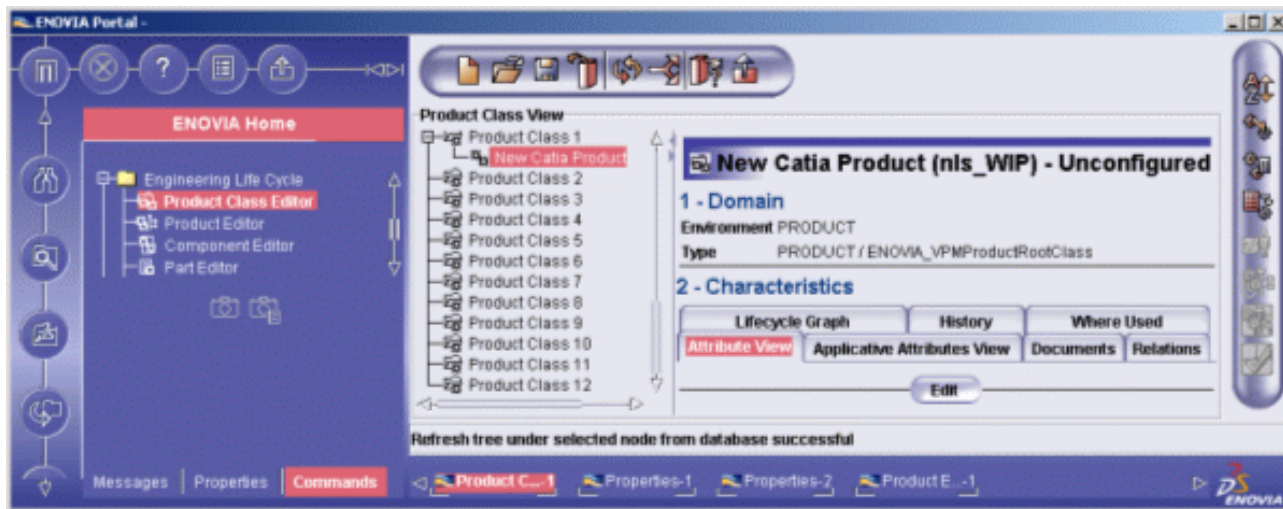 ENOVIA Portal -
ENOVIA Home
Engineering Life Cycle
Product Class Editor
Product Editor
Component Editor
Part Editor
Messages
Properties
Commands
Product Class View
Product Class 1
New Catia Product
Product Class 2
Product Class 3
Product Class 4
Product Class 5
Product Class 6
Product Class 7
Product Class 8
Product Class 9
Product Class 10
Product Class 11
Product Class 12
New Catia Product (nls_WIP) - Unconfigured
1 - Domain
Environment PRODUCT
Type PRODUCT / ENOVIA_VPMProductRootClass
2 - Characteristics
Lifecycle Graph History Where Used
Attribute View Applicative Attributes View Documents Relations
Edit
Refresh tree under selected node from database successful
Product C...-1 Properties-1 Properties-2 Product E...-1
ENOVIA